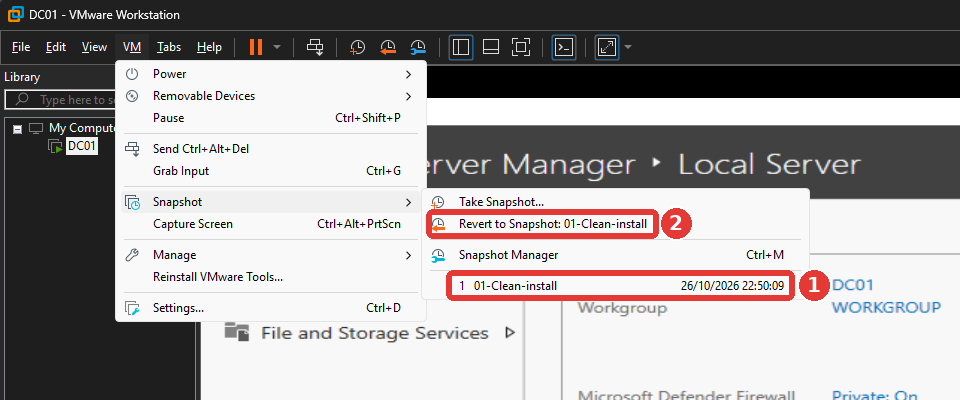 DC01 - VMware Workstation
File Edit View VM Tabs Help
Library
Type here to
My Compute
DC01
Power
Removable Devices
Pause Ctrl+Shift+P
Send Ctrl+Alt+Del
Grab Input Ctrl+G
Snapshot
Capture Screen Ctrl+Alt+PrtScn
Manage
Reinstall VMware Tools...
Settings... Ctrl+D
erver Manager Local Server
Take Snapshot...
Revert to Snapshot: 01-Clean-install 2
Snapshot Manager Ctrl+M
1 01-Clean-install 26/10/2026 22:50:09 1
DC01
Workgroup WORKGROUP
File and Storage Services
Microsoft Defender Firewall Private: On